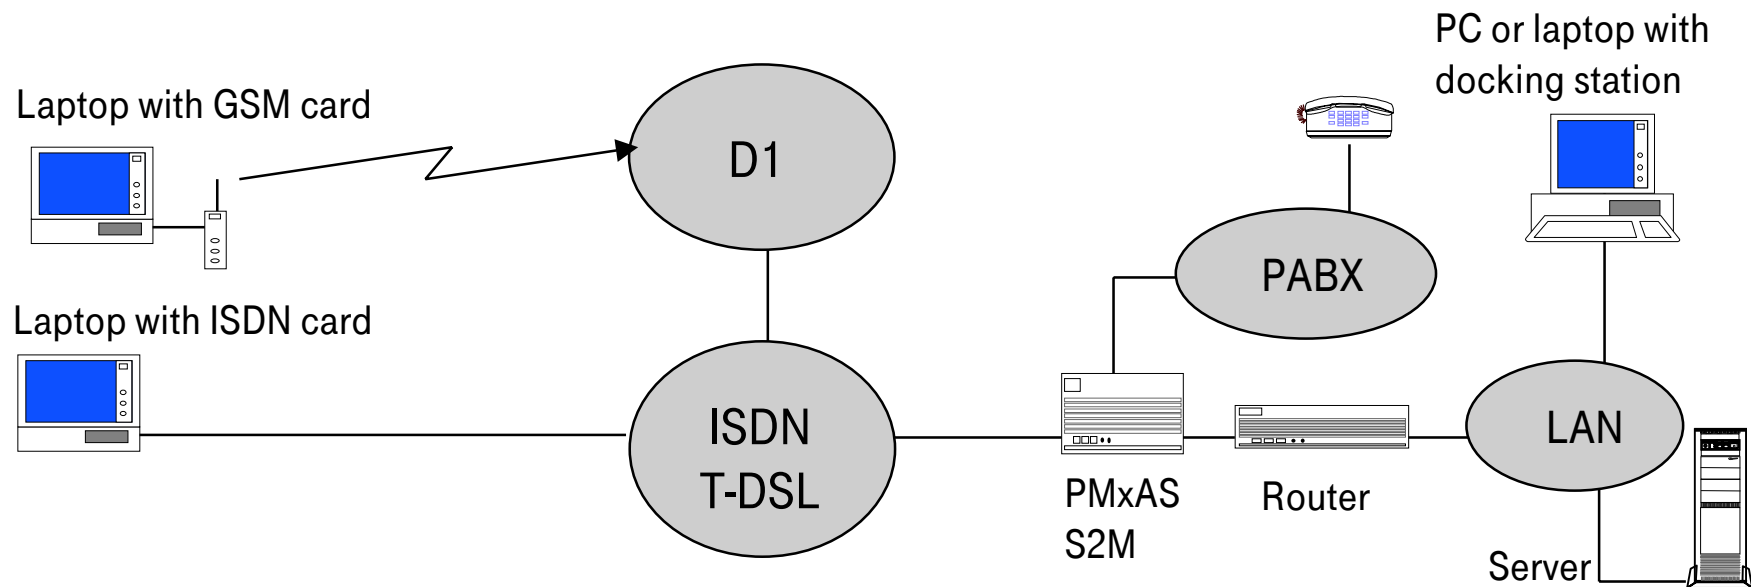 PC or laptop with
docking station
Laptop with GSM card
D1
PABX
Laptop with ISDN card
ISDN
T-DSL
LAN
PMxAS
S2M
Router
Server